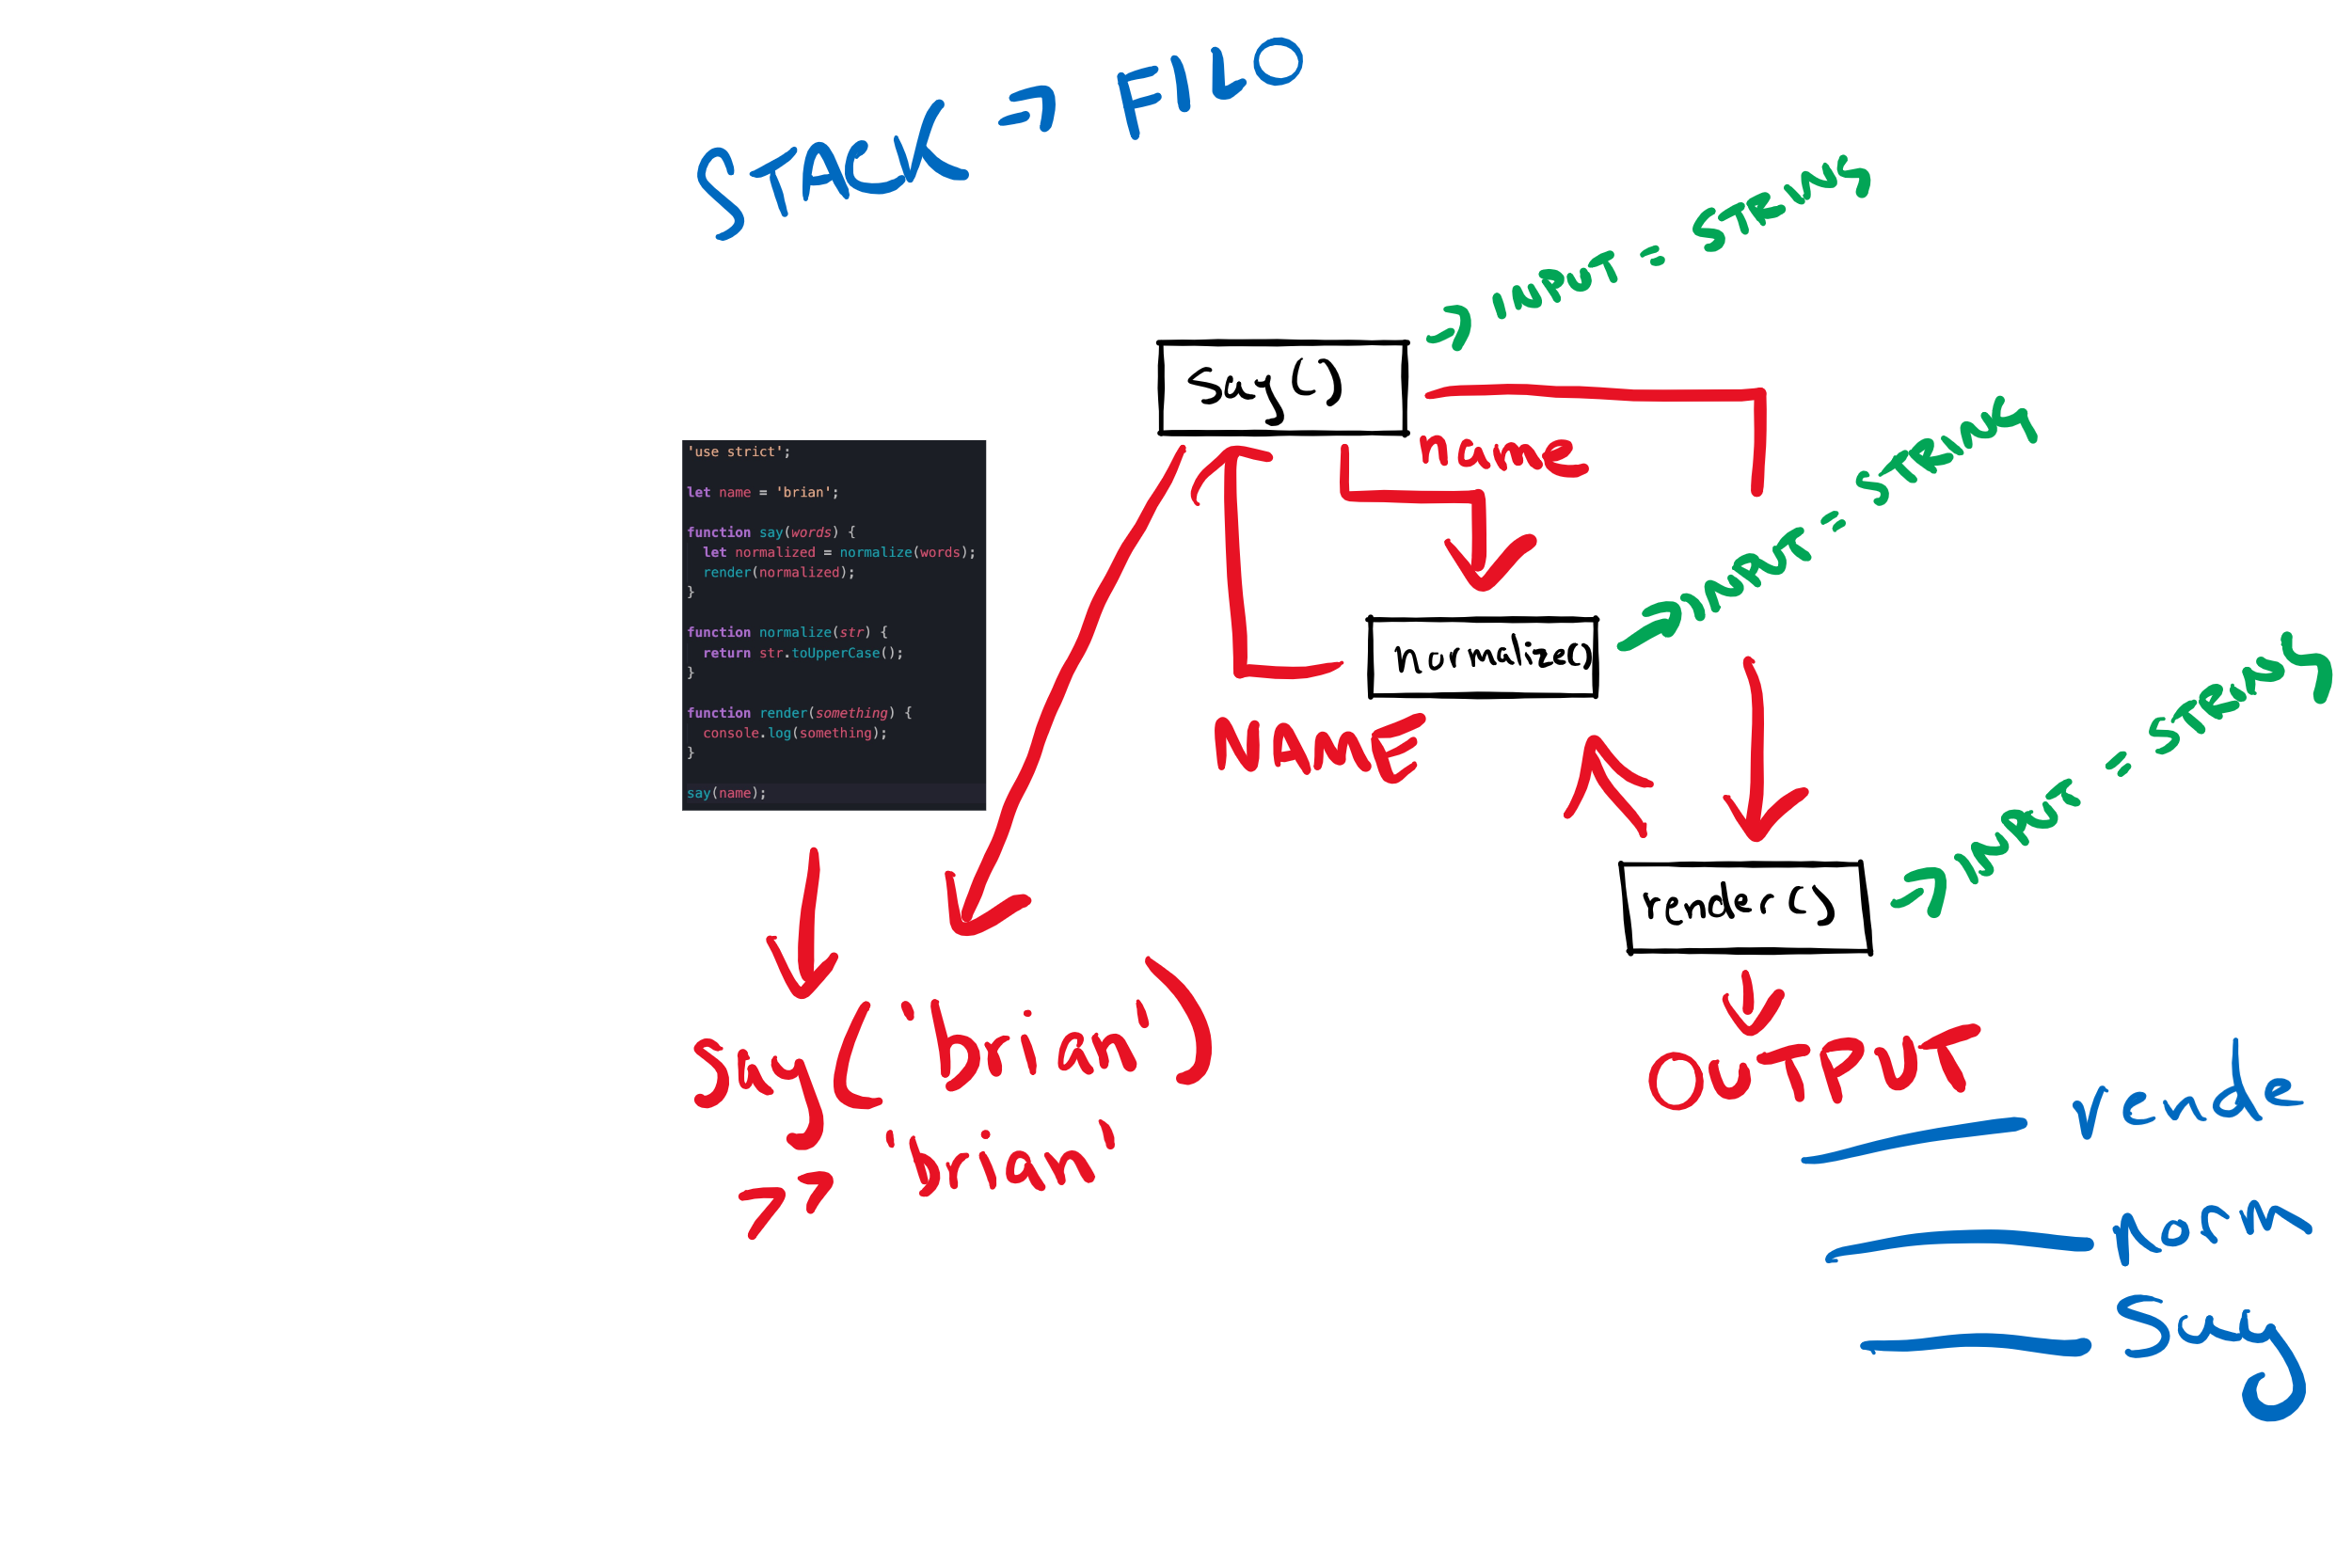 STACK → FILO
→ INPUT = STRING
say()
name
'use strict';
let name = 'brian';
function say(words) {
let normalized = normalize(words);
render(normalized);
}
function normalize(str) {
return str.toUpperCase();
}
function render(something) {
console.log(something);
}
say(name);
→ INPUT = STRING
normalize()
NAME
→ INPUT = STRING
render()
OUTPUT
say('brian')
>> 'brian'
rende
norm
Say